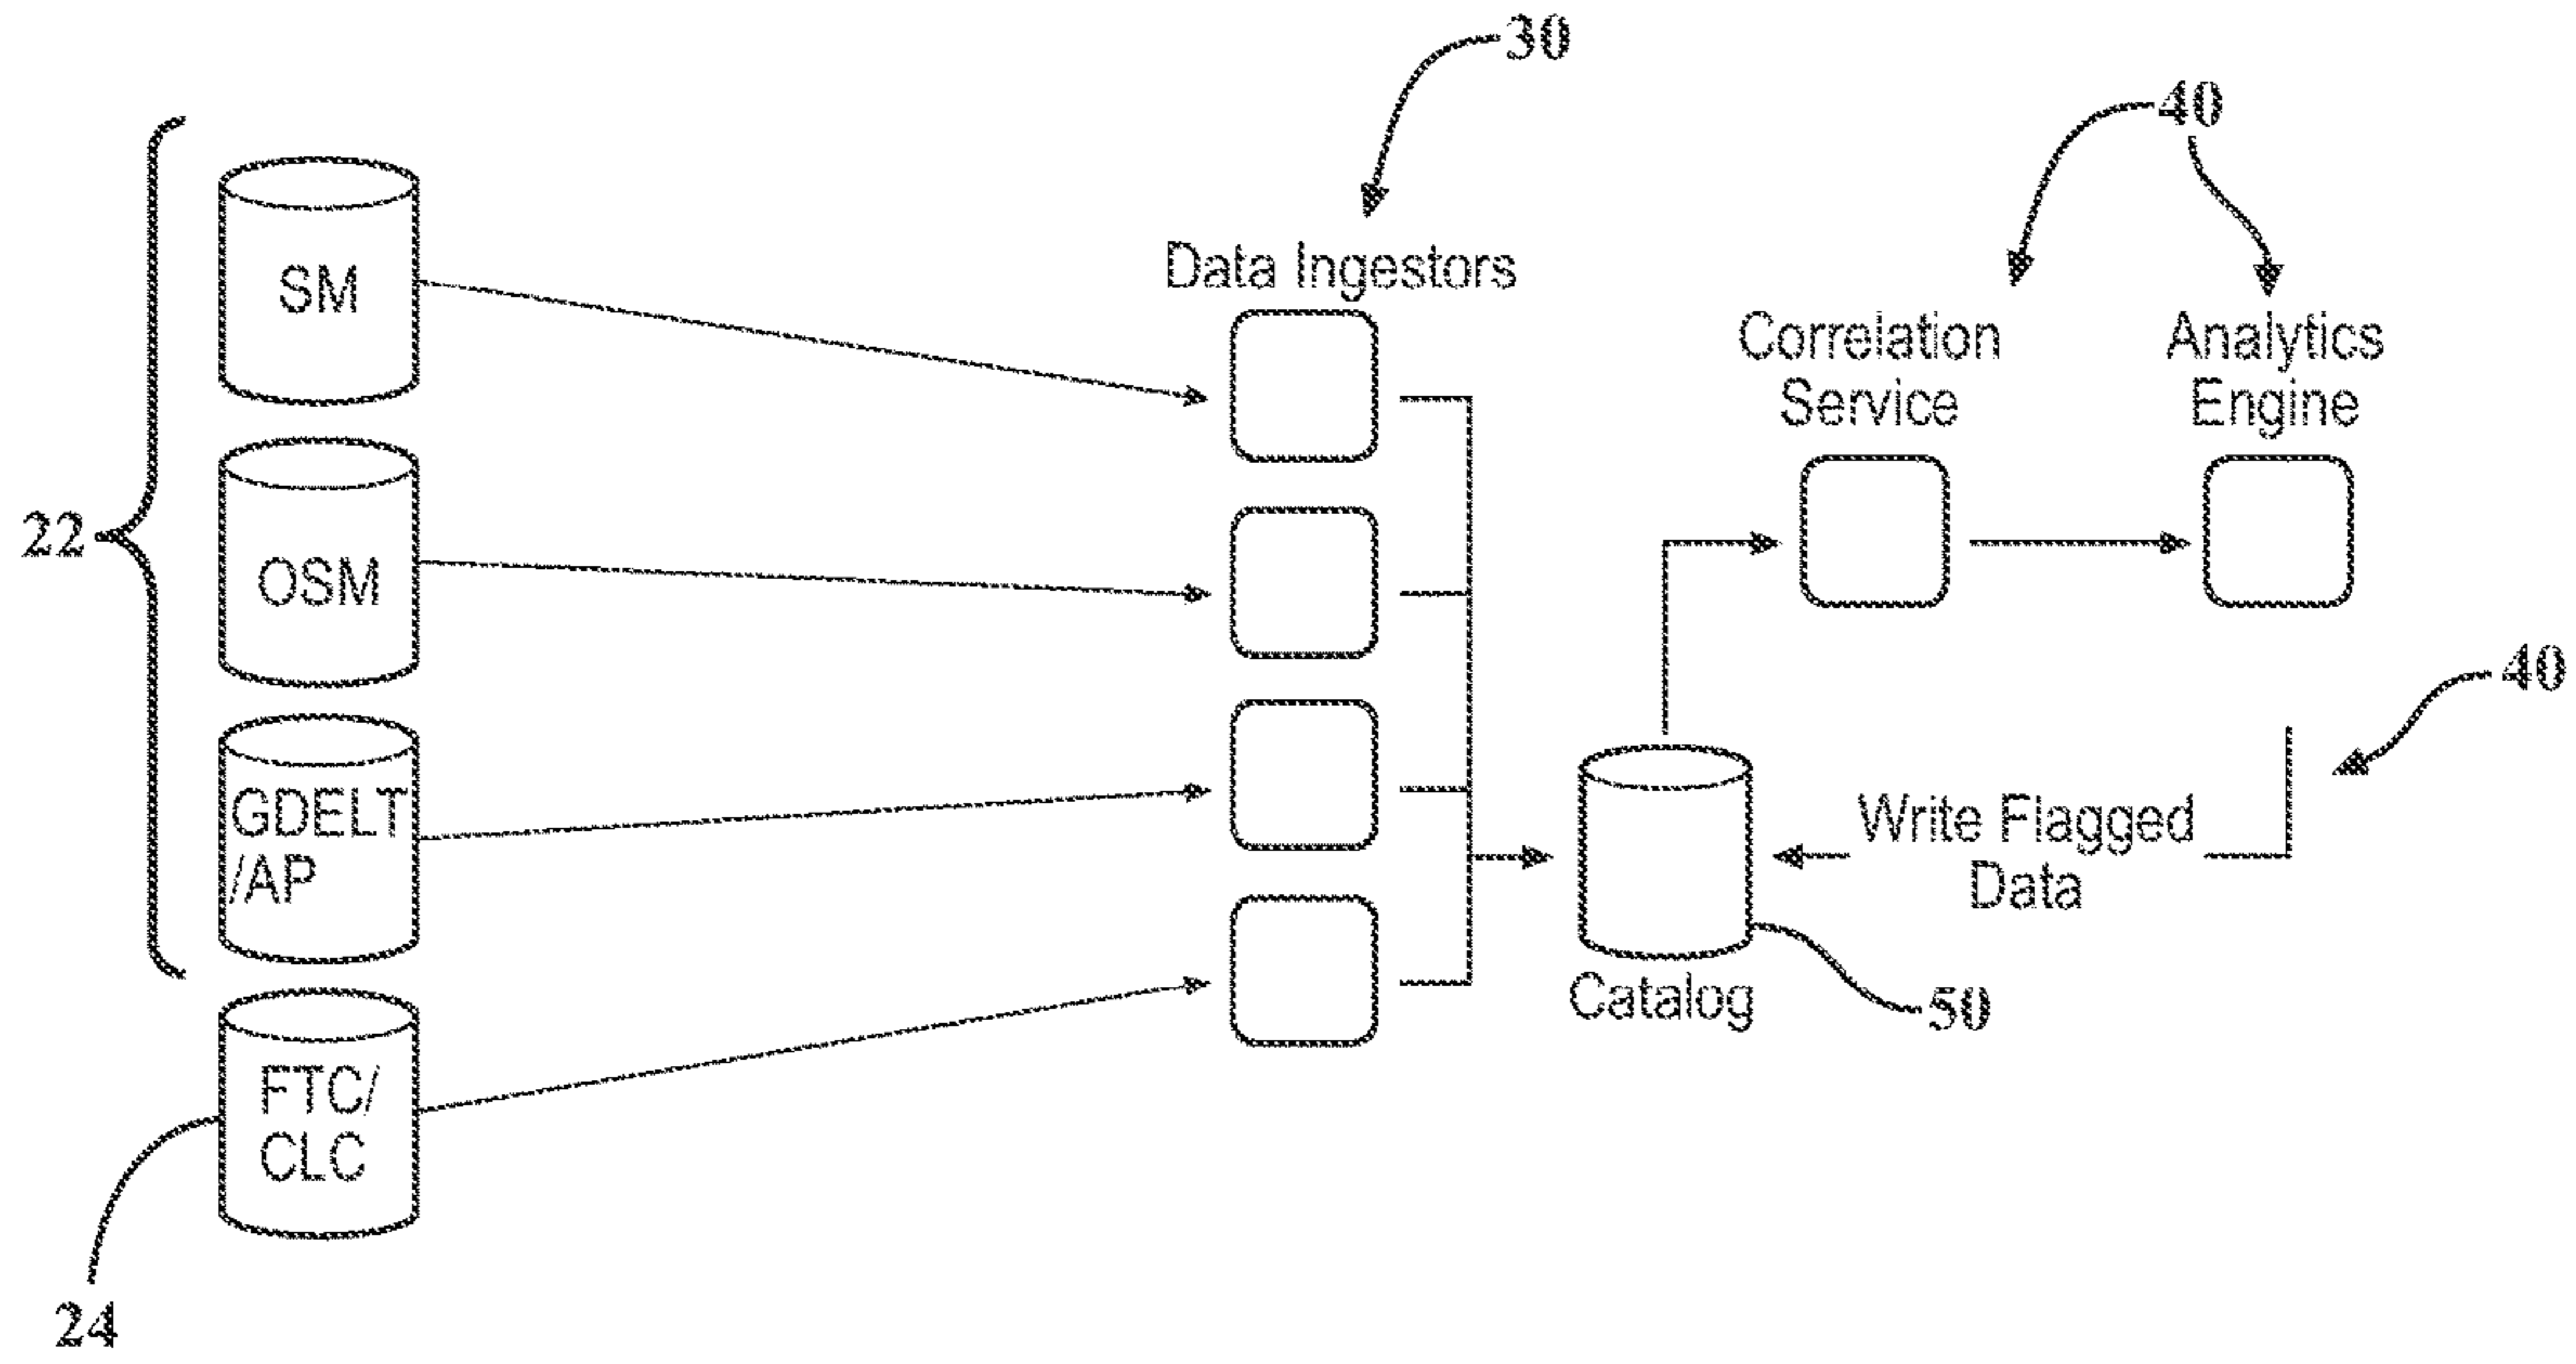 30
40
SM
Data Ingestors
Correlation
Service
Analytics
Engine
22
OSM
40
GDELT
/AP
Write Flagged
Data
Catalog
50
FTC/
CLC
24